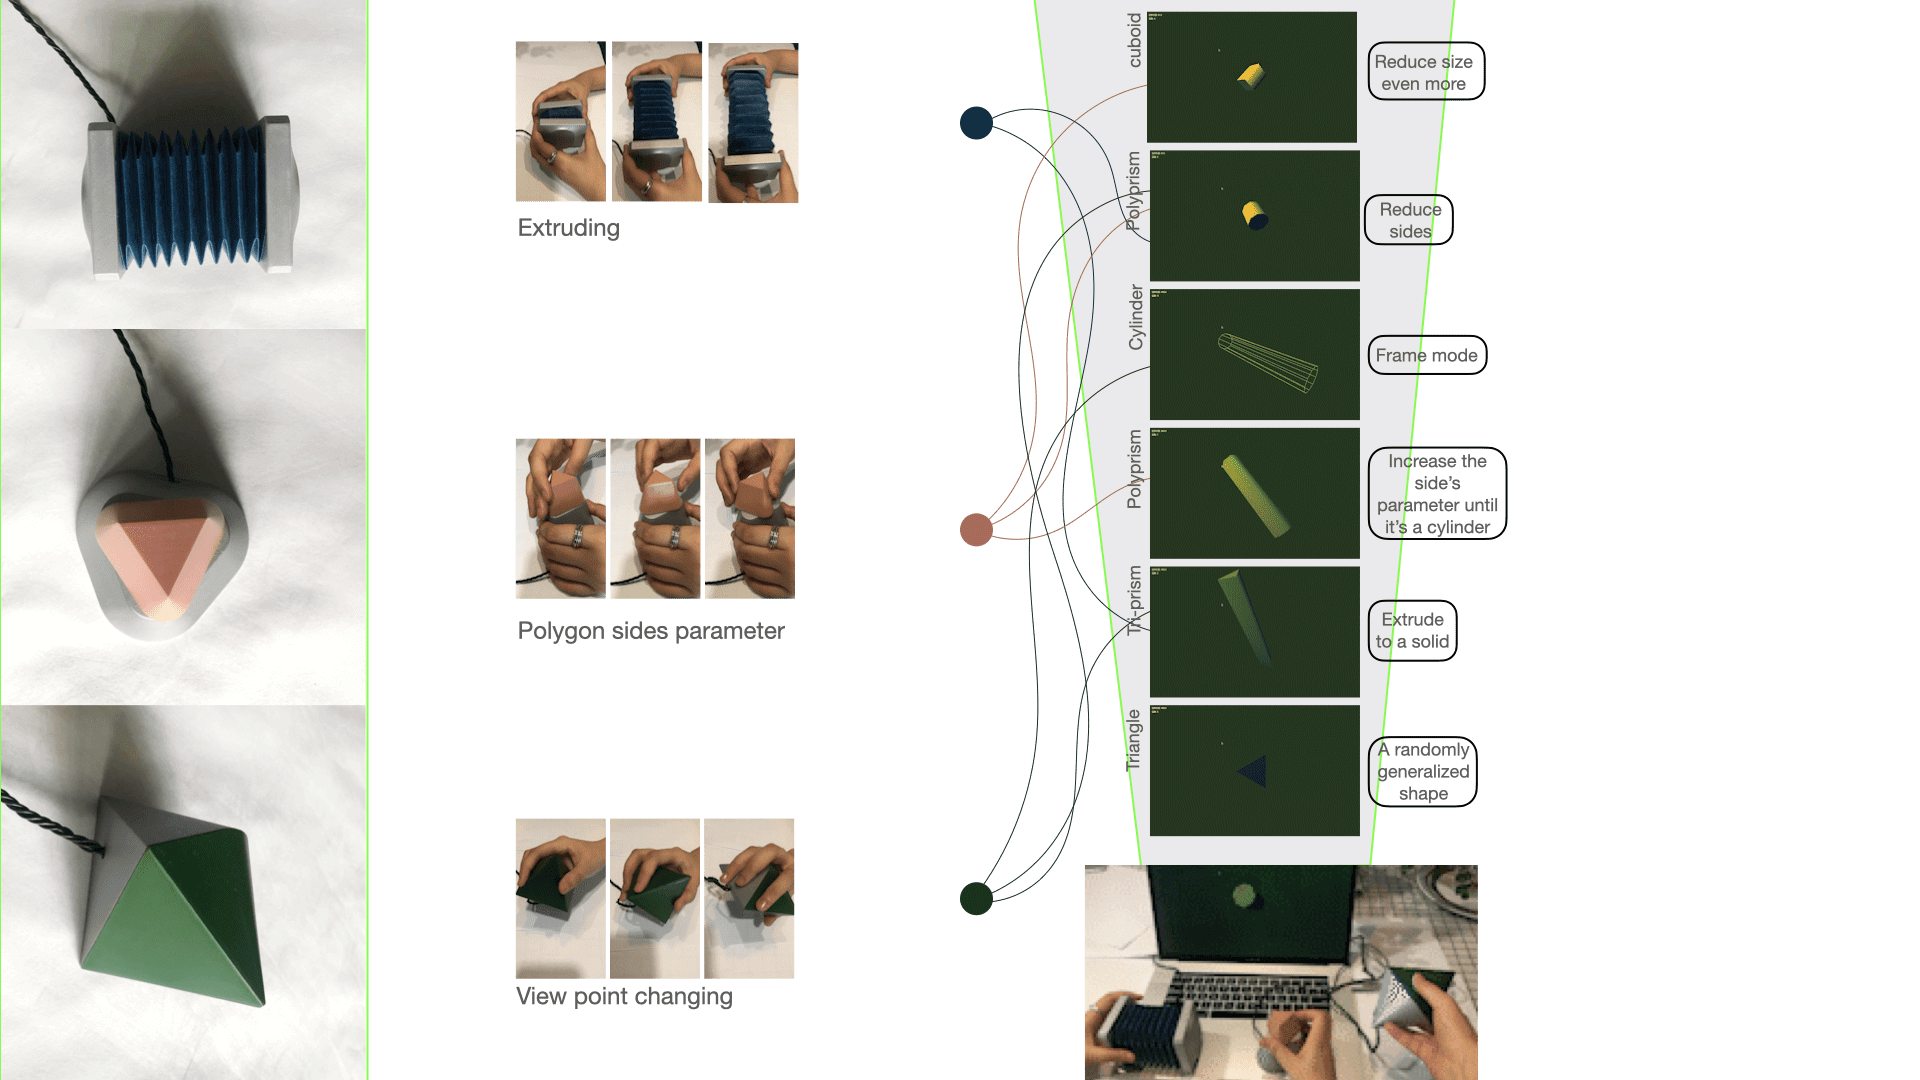 Extruding
Polygon sides parameter
View point changing
cuboid
Reduce size
even more
Polyprism
Reduce
sides
Cylinder
Frame mode
Polyprism
Increase the
side's
parameter until
it's a cylinder
Tri-prism
Extrude
to a solid
Triangle
A randomly
generalized
shape